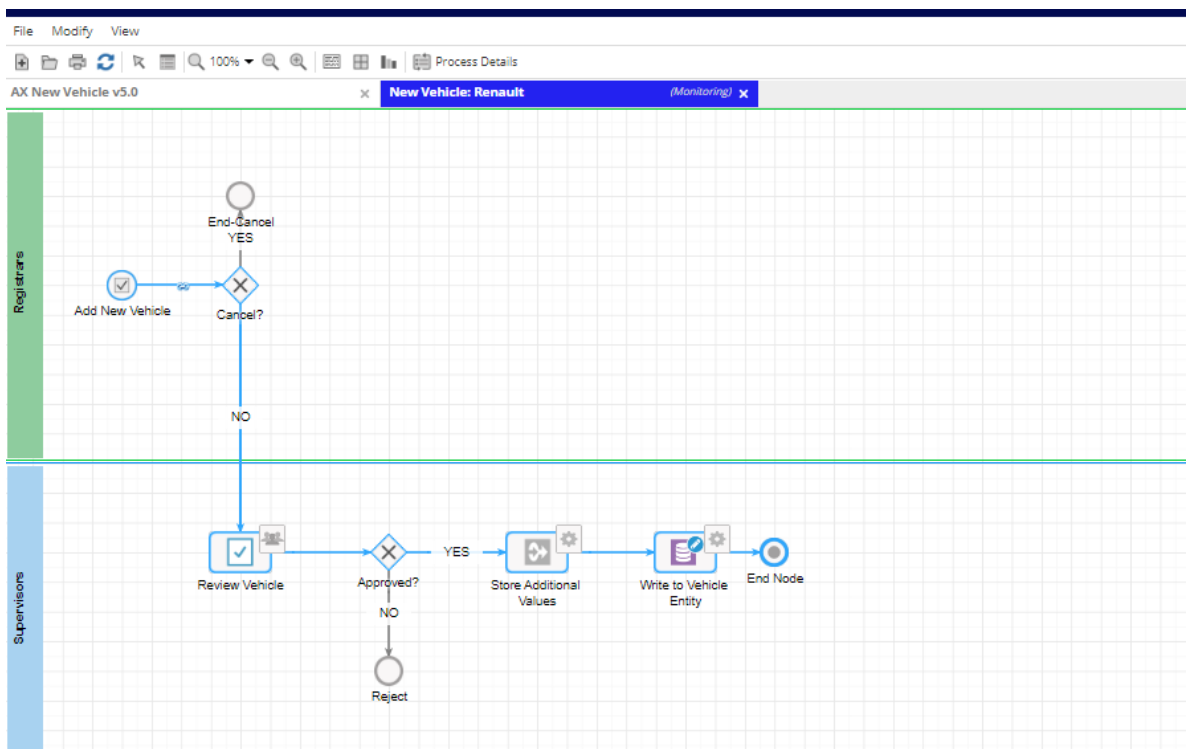 File Modify View
100% Process Details
AX New Vehicle v5.0
New Vehicle: Renault (Monitoring)
Registrars
End-Cancel
YES
Add New Vehicle
Cancel?
NO
Supervisors
Review Vehicle
Approved?
YES
NO
Reject
Store Additional
Values
Write to Vehicle
Entity
End Node